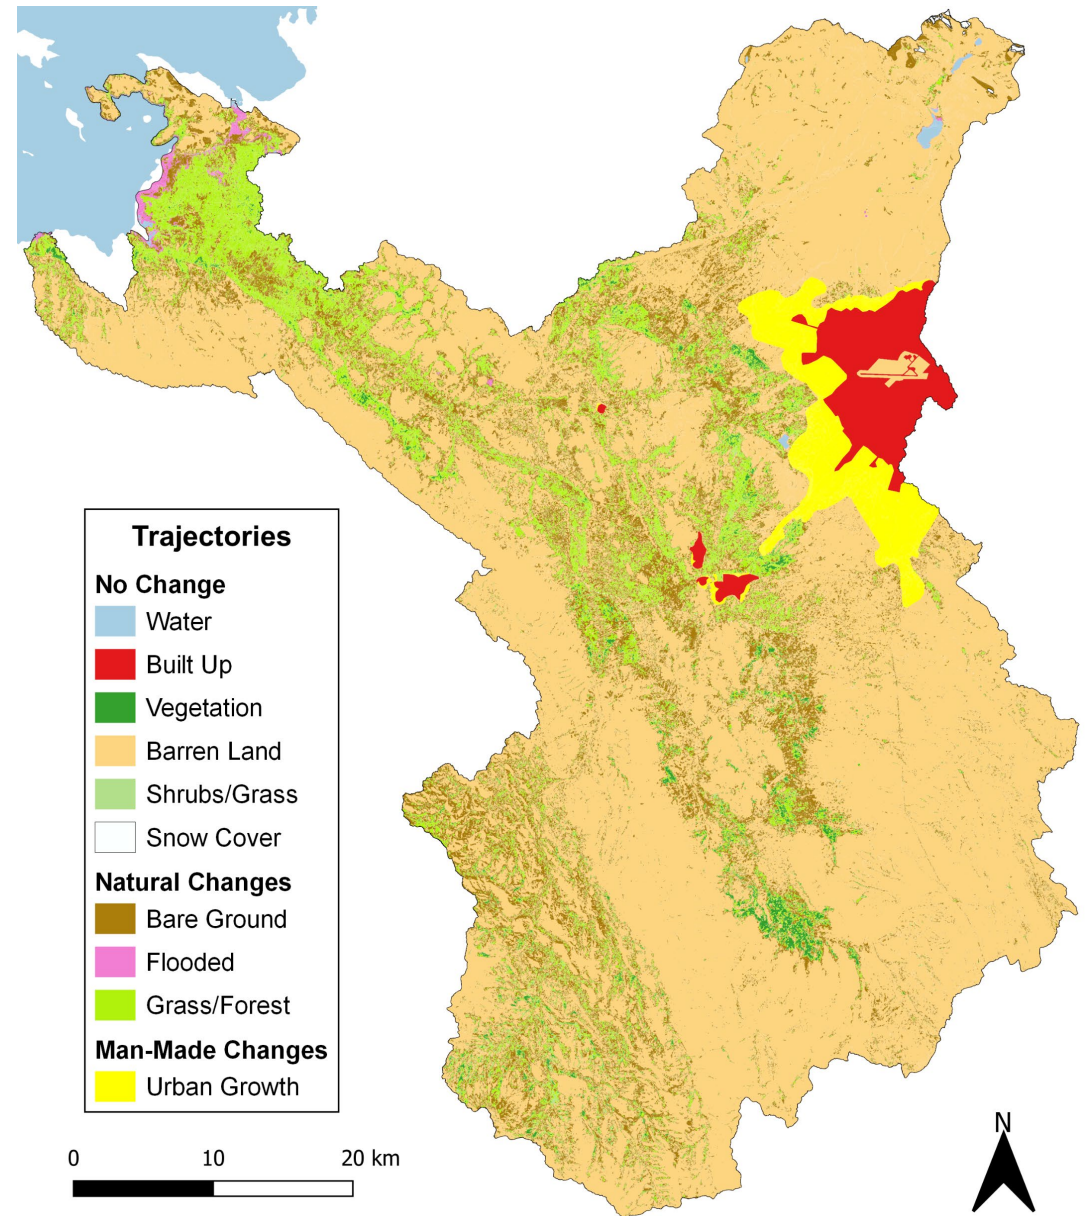 Trajectories
No Change
Water
Built Up
Vegetation
Barren Land
Shrubs/Grass
Snow Cover
Natural Changes
Bare Ground
Flooded
Grass/Forest
Man-Made Changes
Urban Growth
0 10 20 km
N